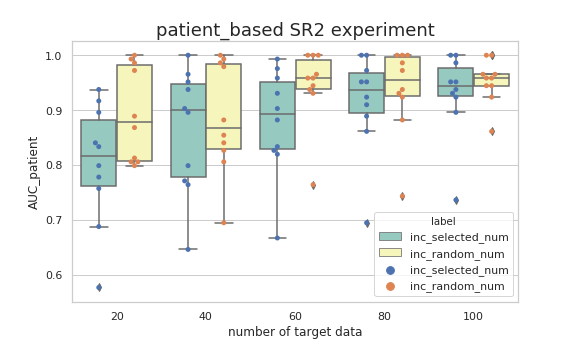 patient_based SR2 experiment
AUC_patient
1.0
0.9
0.8
0.7
0.6
20
40
60
80
100
number of target data
label
inc_selected_num
inc_random_num
inc_selected_num
inc_random_num